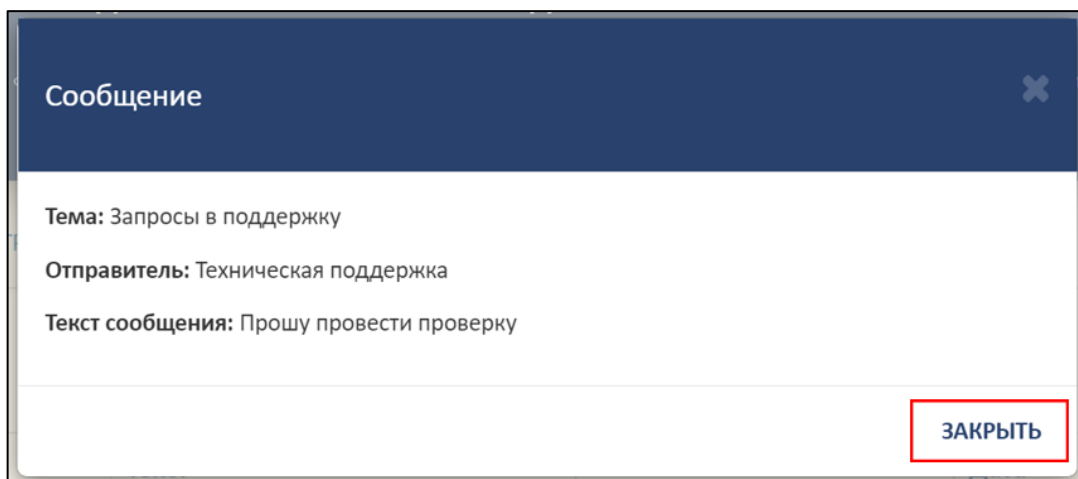 Сообщение
Тема: Запросы в поддержку
Отправитель: Техническая поддержка
Текст сообщения: Прошу провести проверку
ЗАКРЫТЬ